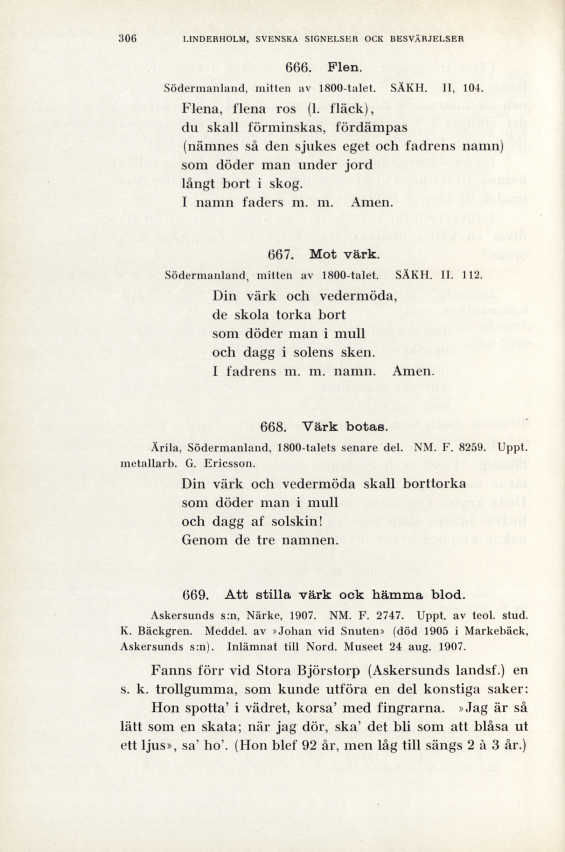 306
LINDERHOLM, SVENSKA SIGNELSER OCK BESVÄRJELSER
666. Flen.
Södermanland, mitten av 1800-talet. SÄKH. II, 104.
Flena, flena ros (l. fläck),
du skall förminskas, fördämpas
(nämnes så den sjukes eget och fadrens namn)
som döder man under jord
långt bort i skog.
I namn faders m. m. Amen.
667. Mot värk.
Södermanland, mitten av 1800-talet. SÄKH. II. 112.
Din värk och vedermöda,
de skola torka bort
som döder man i mull
och dagg i solens sken.
I fadrens m. m. namn. Amen.
668. Värk botas.
Ärila, Södermanland, 1800-talets senare del. NM. F. 8259. Uppt.
metallarb. G. Ericsson.
Din värk och vedermöda skall borttorka
som döder man i mull
och dagg af solskin!
Genom de tre namnen.
669. Att stilla värk ock hämma blod.
Askersunds s:n, Närke, 1907. NM. F. 2747. Uppt. av teol. stud.
K. Bäckgren. Meddel. av »Johan vid Snuten» (död 1905 i Markebäck,
Askersunds s:n). Inlämnat till Nord. Museet 24 aug. 1907.
Fanns förr vid Stora Björstorp (Askersunds landsf.) en
s. k. trollgumma, som kunde utföra en del konstiga saker:
Hon spotta' i vädret, korsa' med fingrarna. »Jag är så
lätt som en skata; när jag dör, ska' det bli som att blåsa ut
ett ljus», sa' ho'. (Hon blef 92 år, men låg till sängs 2 à 3 år.)